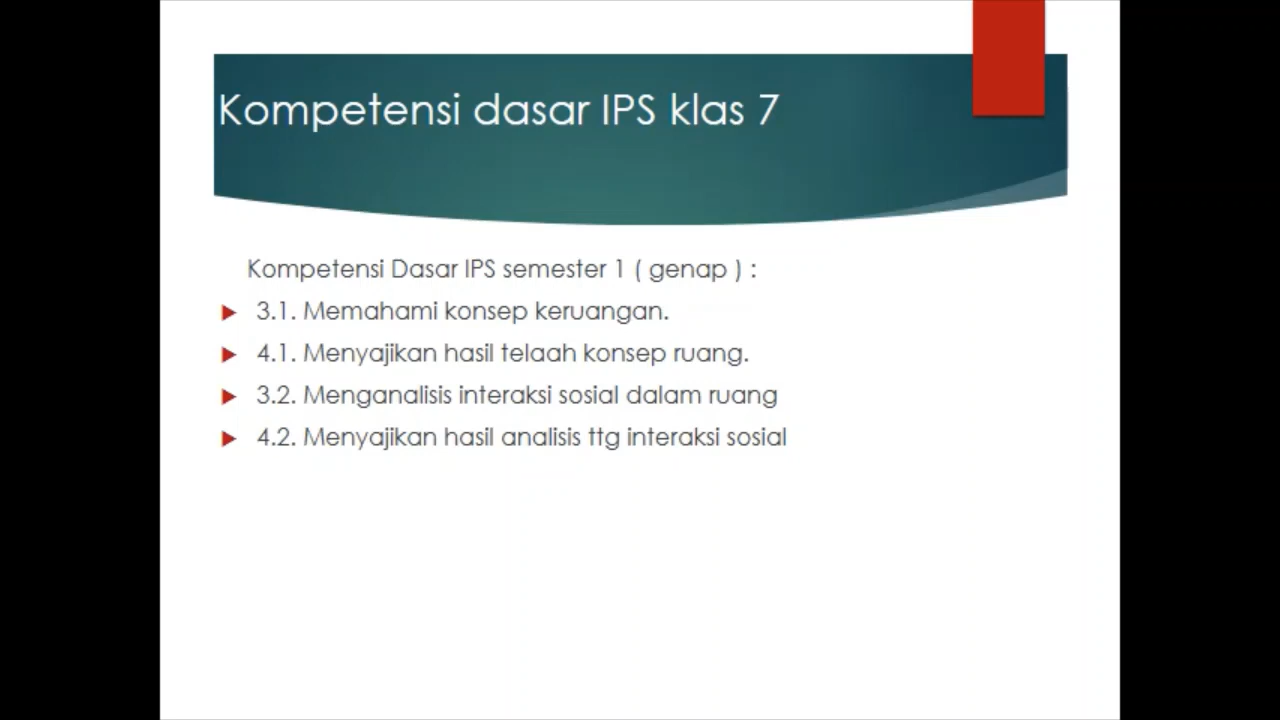 Kompetensi dasar IPS klas 7
Kompetensi Dasar IPS semester 1 ( genap ) :
3.1. Memahami konsep keruangan.
4.1. Menyajikan hasil telaah konsep ruang.
3.2. Menganalisis interaksi sosial dalam ruang
4.2. Menyajikan hasil analisis ttg interaksi sosial